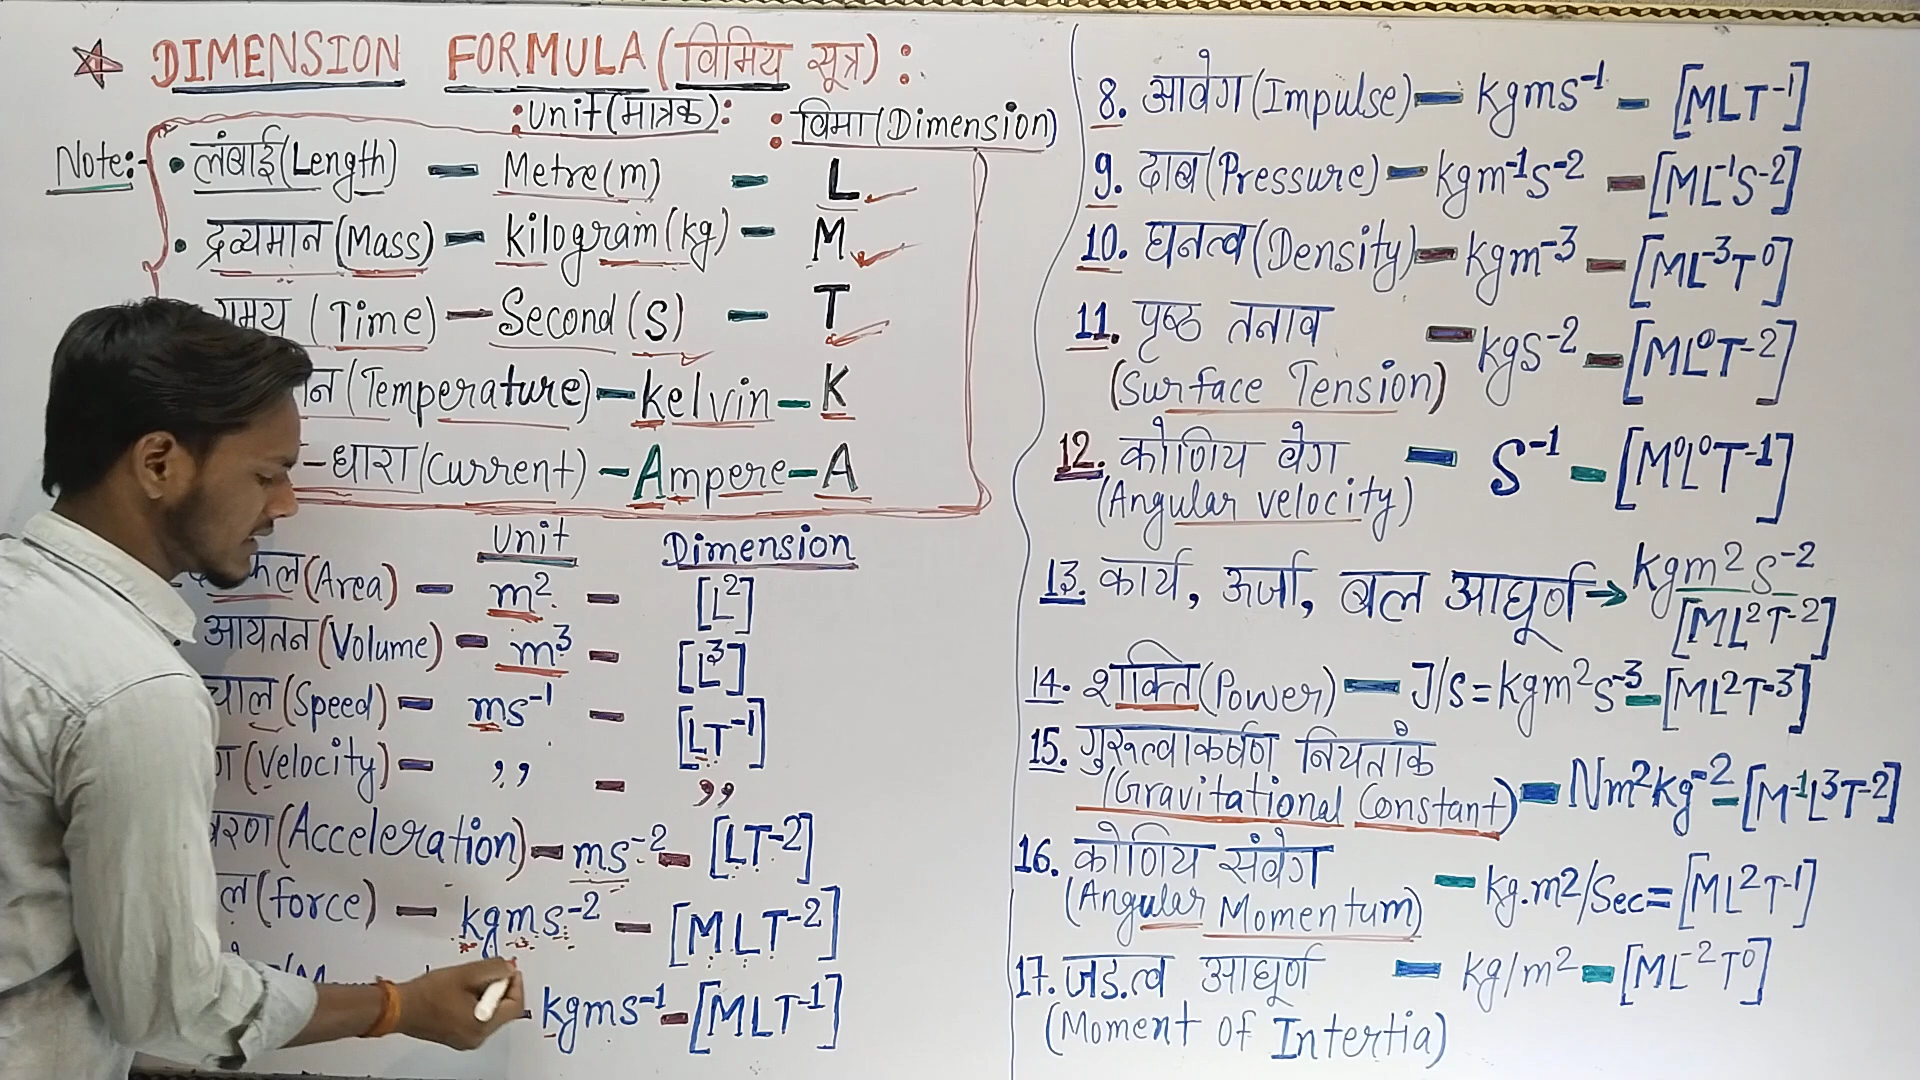 DIMENSION FORMULA (विमिय सूत्र) :
:unit(मात्रक): : विमा(Dimension)
Note:- • लंबाई(Length) — Metre(m) — L
• द्रव्यमान(Mass) — kilogram(kg) — M
(Time) — Second(s) — T
(Temperature) — kelvin — K
-धारा(Current) — Ampere — A
Unit Dimension
(Area) — m² — [L²]
आयतन(Volume) — m³ — [L³]
चाल(Speed) — ms⁻¹ — [LT⁻¹]
(Velocity) — ,, — ,,
(Acceleration) — ms⁻² — [LT⁻²]
(force) — kgms⁻² — [MLT⁻²]
kgms⁻¹ — [MLT⁻¹]
8. आवेग(Impulse) — kgms⁻¹ — [MLT⁻¹]
9. दाब(Pressure) — kgm⁻¹s⁻² — [ML⁻¹S⁻²]
10. घनत्व(Density) — kgm⁻³ — [ML⁻³T⁰]
11. पृष्ठ तनाव — kgs⁻² — [ML⁰T⁻²]
(Surface Tension)
12. कोणिय वेग — S⁻¹ — [M⁰L⁰T⁻¹]
(Angular velocity)
13. कार्य, ऊर्जा, बल आघूर्ण → kgm²s⁻²
[ML²T⁻²]
14. शक्ति(Power) — J/s = kgm²s⁻³ — [ML²T⁻³]
15. गुरूत्वाकर्षण नियतांक
(Gravitational Constant) — Nm²kg⁻² — [M⁻¹L³T⁻²]
16. कोणिय संवेग — kg.m²/Sec = [ML²T⁻¹]
(Angular Momentum)
17. जड़त्व आघूर्ण — kg/m² — [ML⁻²T⁰]
(Moment of Intertia)